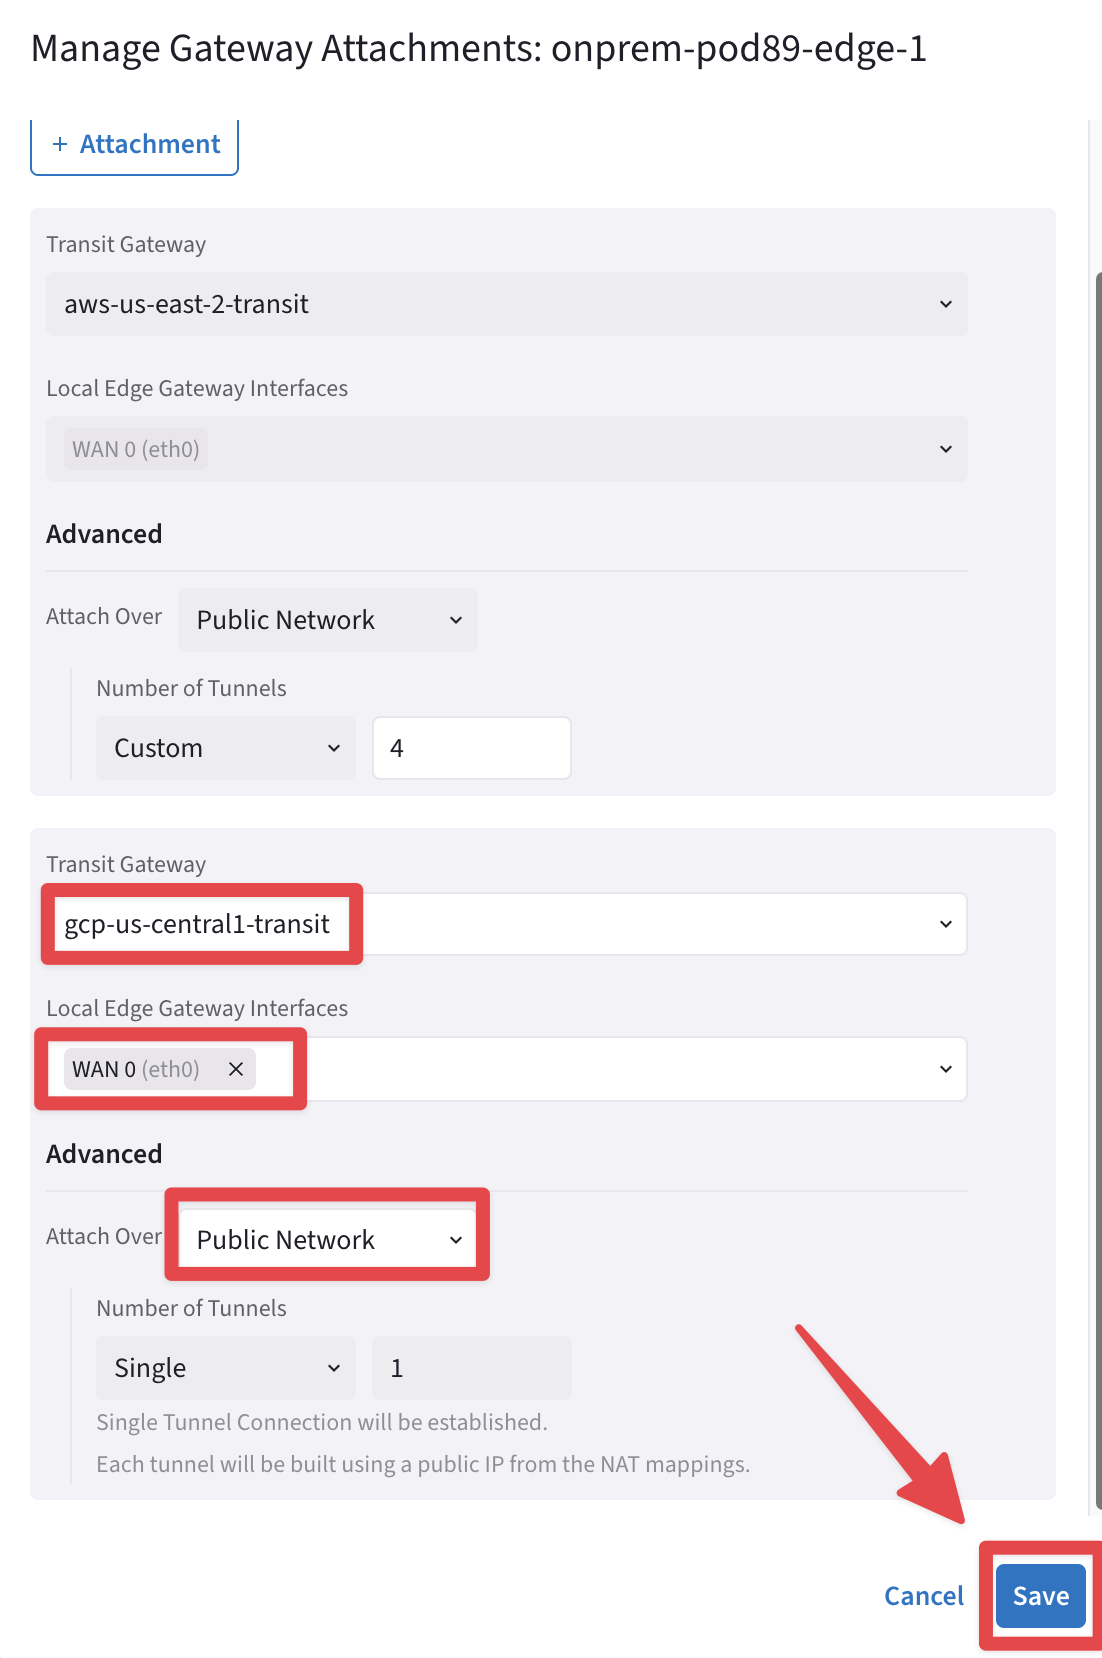 Manage Gateway Attachments: onprem-pod89-edge-1
+ Attachment
Transit Gateway
aws-us-east-2-transit
Local Edge Gateway Interfaces
WAN 0 (eth0)
Advanced
Attach Over Public Network
Number of Tunnels
Custom 4
Transit Gateway
gcp-us-central1-transit
Local Edge Gateway Interfaces
WAN 0 (eth0)
Advanced
Attach Over Public Network
Number of Tunnels
Single 1
Single Tunnel Connection will be established.
Each tunnel will be built using a public IP from the NAT mappings.
Cancel Save